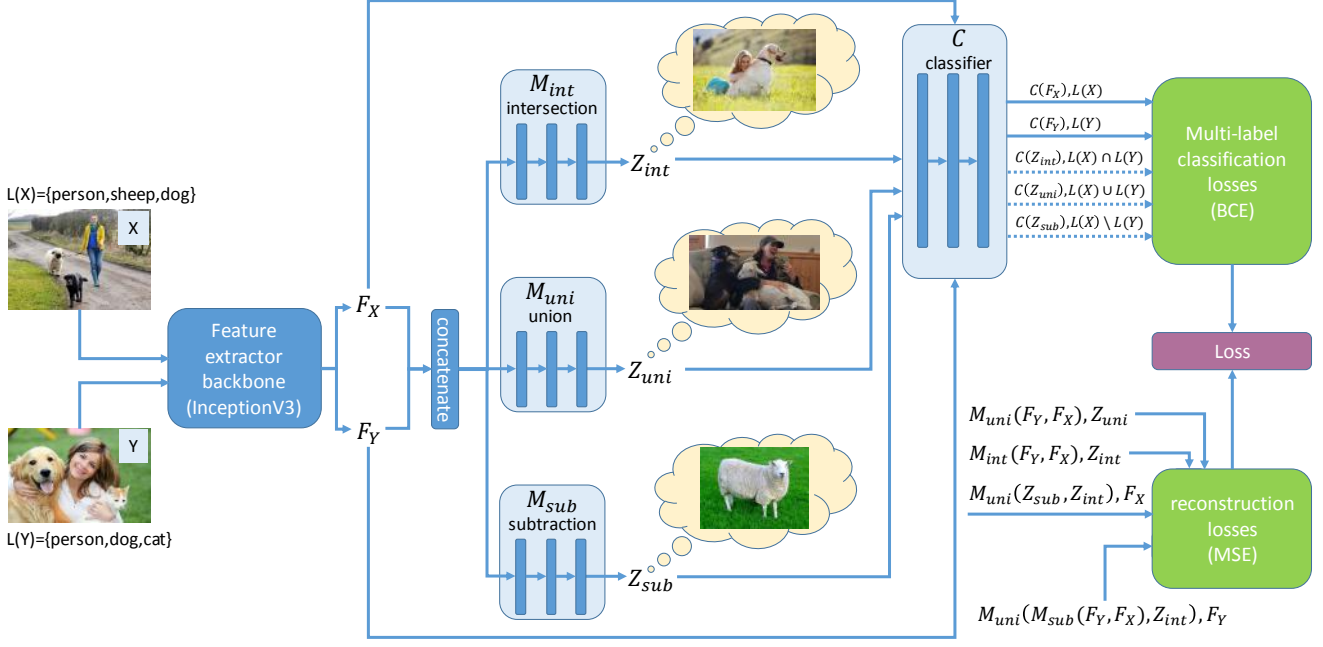 L(X)={person,sheep,dog}
X
Y
L(Y)={person,dog,cat}
Feature
extractor
backbone
(InceptionV3)
F_X
F_Y
concatenate
M_int
intersection
Z_int
M_uni
union
Z_uni
M_sub
subtraction
Z_sub
C
classifier
C(F_X), L(X)
C(F_Y), L(Y)
C(Z_int), L(X) ∩ L(Y)
C(Z_uni), L(X) ∪ L(Y)
C(Z_sub), L(X) \ L(Y)
Multi-label
classification
losses
(BCE)
Loss
M_uni(F_Y, F_X), Z_uni
M_int(F_Y, F_X), Z_int
M_uni(Z_sub, Z_int), F_X
M_uni(M_sub(F_Y, F_X), Z_int), F_Y
reconstruction
losses
(MSE)